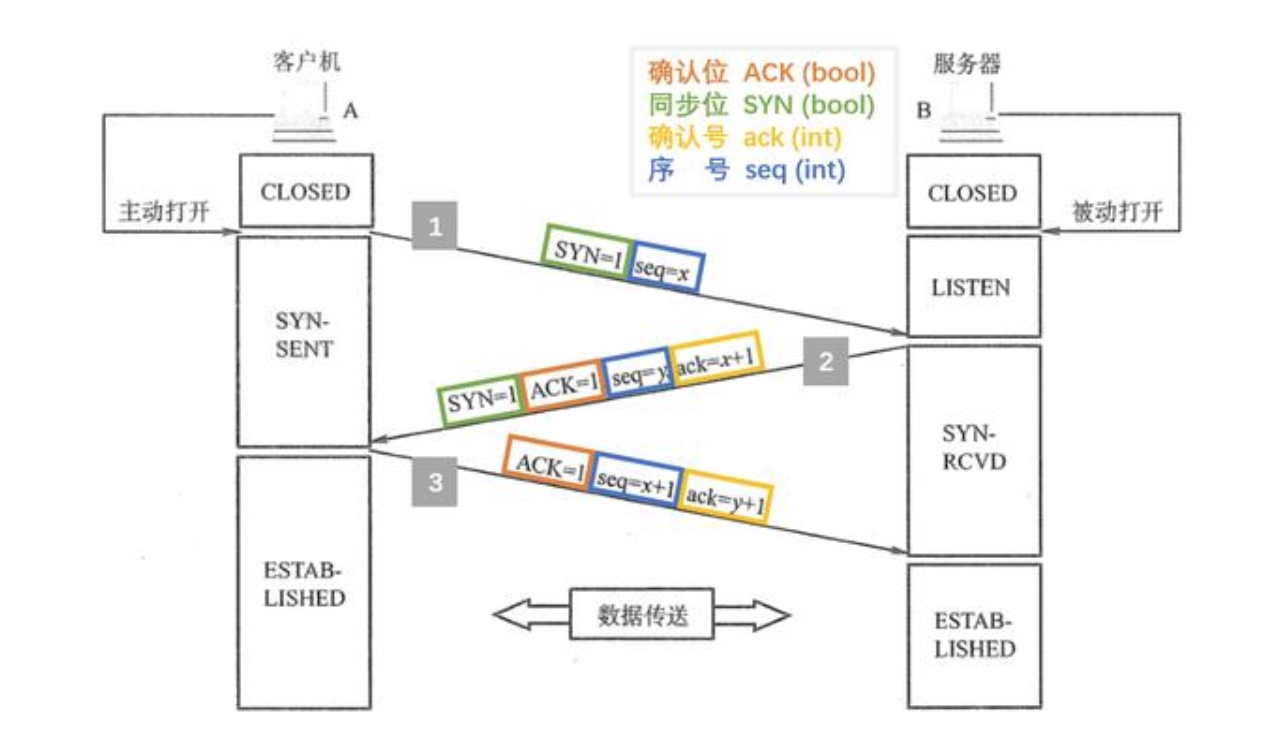 客户机
A
确认位 ACK (bool)
同步位 SYN (bool)
确认号 ack (int)
序 号 seq (int)
服务器
B
CLOSED
CLOSED
主动打开
被动打开
1
SYN=1 seq=x
LISTEN
SYN-
SENT
SYN=1 ACK=1 seq=y ack=x+1
2
SYN-
RCVD
3
ACK=1 seq=x+1 ack=y+1
ESTAB-
LISHED
数据传送
ESTAB-
LISHED